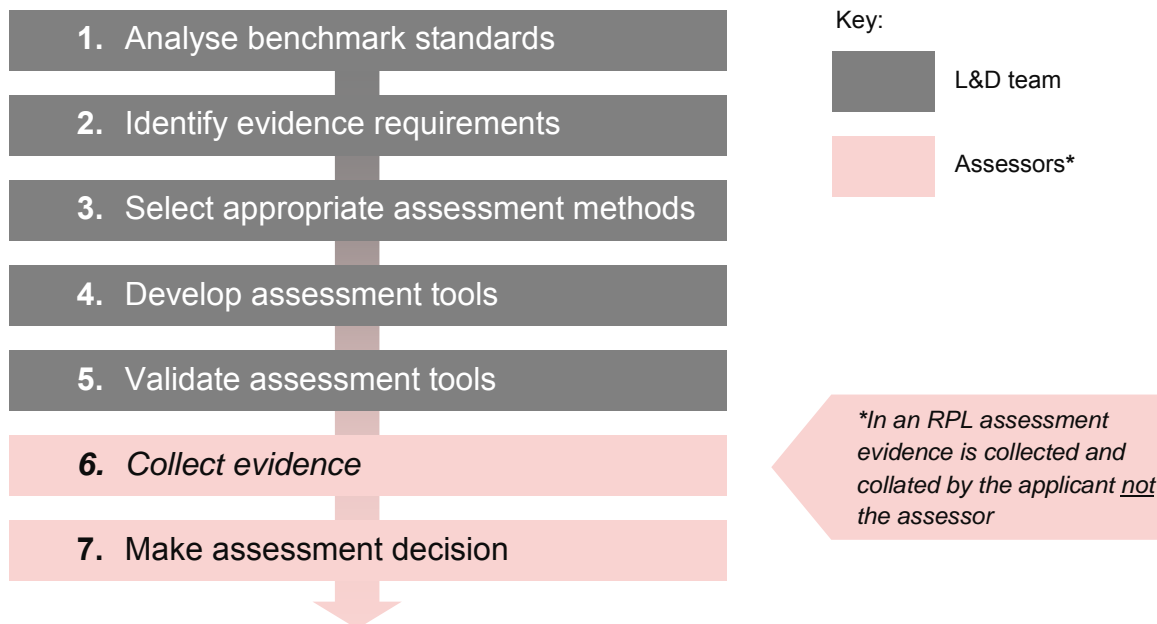 1. Analyse benchmark standards
2. Identify evidence requirements
3. Select appropriate assessment methods
4. Develop assessment tools
5. Validate assessment tools
6. Collect evidence
7. Make assessment decision
Key:
L&D team
Assessors*
*In an RPL assessment
evidence is collected and
collated by the applicant not
the assessor